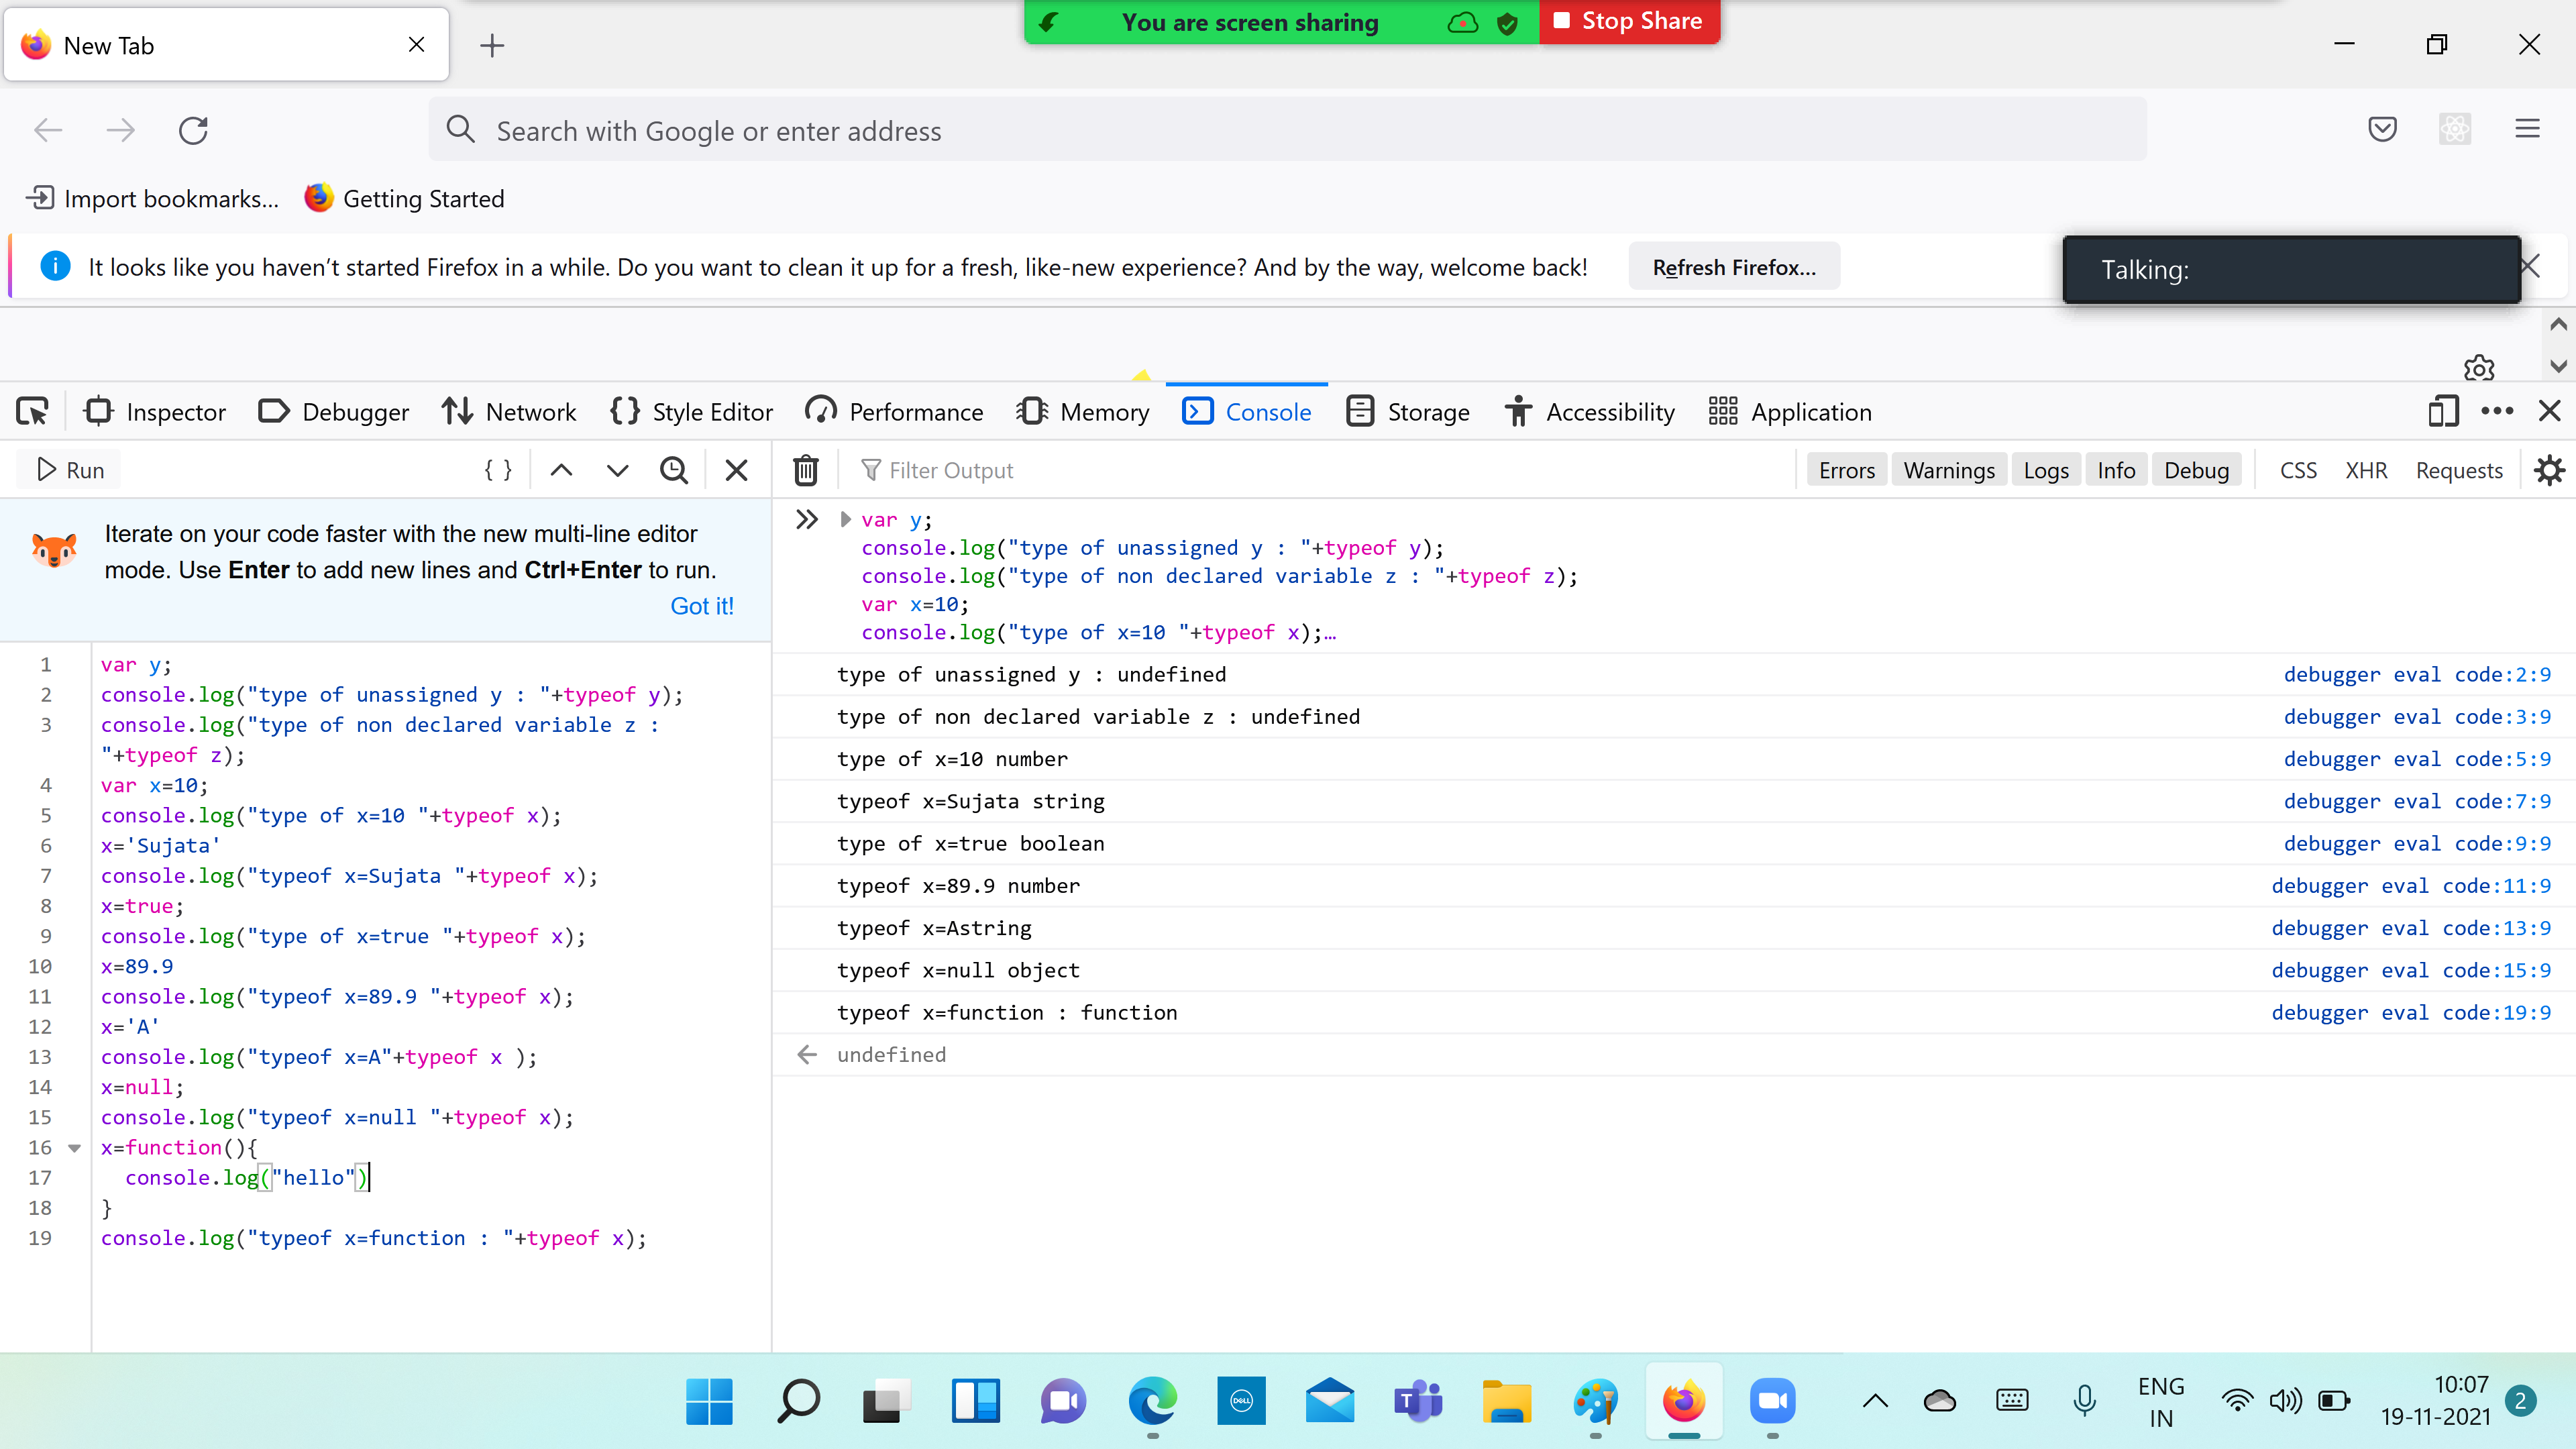 New Tab
You are screen sharing
Stop Share
Search with Google or enter address
Import bookmarks...
Getting Started
It looks like you haven’t started Firefox in a while. Do you want to clean it up for a fresh, like-new experience? And by the way, welcome back!
Refresh Firefox...
Talking:
Inspector
Debugger
Network
Style Editor
Performance
Memory
Console
Storage
Accessibility
Application
Run
Filter Output
Errors
Warnings
Logs
Info
Debug
CSS
XHR
Requests
Iterate on your code faster with the new multi-line editor
mode. Use Enter to add new lines and Ctrl+Enter to run.
Got it!
1 var y;
2 console.log("type of unassigned y : "+typeof y);
3 console.log("type of non declared variable z :
"+typeof z);
4 var x=10;
5 console.log("type of x=10 "+typeof x);
6 x='Sujata'
7 console.log("typeof x=Sujata "+typeof x);
8 x=true;
9 console.log("type of x=true "+typeof x);
10 x=89.9
11 console.log("typeof x=89.9 "+typeof x);
12 x='A'
13 console.log("typeof x=A"+typeof x );
14 x=null;
15 console.log("typeof x=null "+typeof x);
16 x=function(){
17 console.log("hello")
18 }
19 console.log("typeof x=function : "+typeof x);
var y;
console.log("type of unassigned y : "+typeof y);
console.log("type of non declared variable z : "+typeof z);
var x=10;
console.log("type of x=10 "+typeof x);…
type of unassigned y : undefined debugger eval code:2:9
type of non declared variable z : undefined debugger eval code:3:9
type of x=10 number debugger eval code:5:9
typeof x=Sujata string debugger eval code:7:9
type of x=true boolean debugger eval code:9:9
typeof x=89.9 number debugger eval code:11:9
typeof x=Astring debugger eval code:13:9
typeof x=null object debugger eval code:15:9
typeof x=function : function debugger eval code:19:9
undefined
DELL
T
ENG
IN
10:07
19-11-2021
2